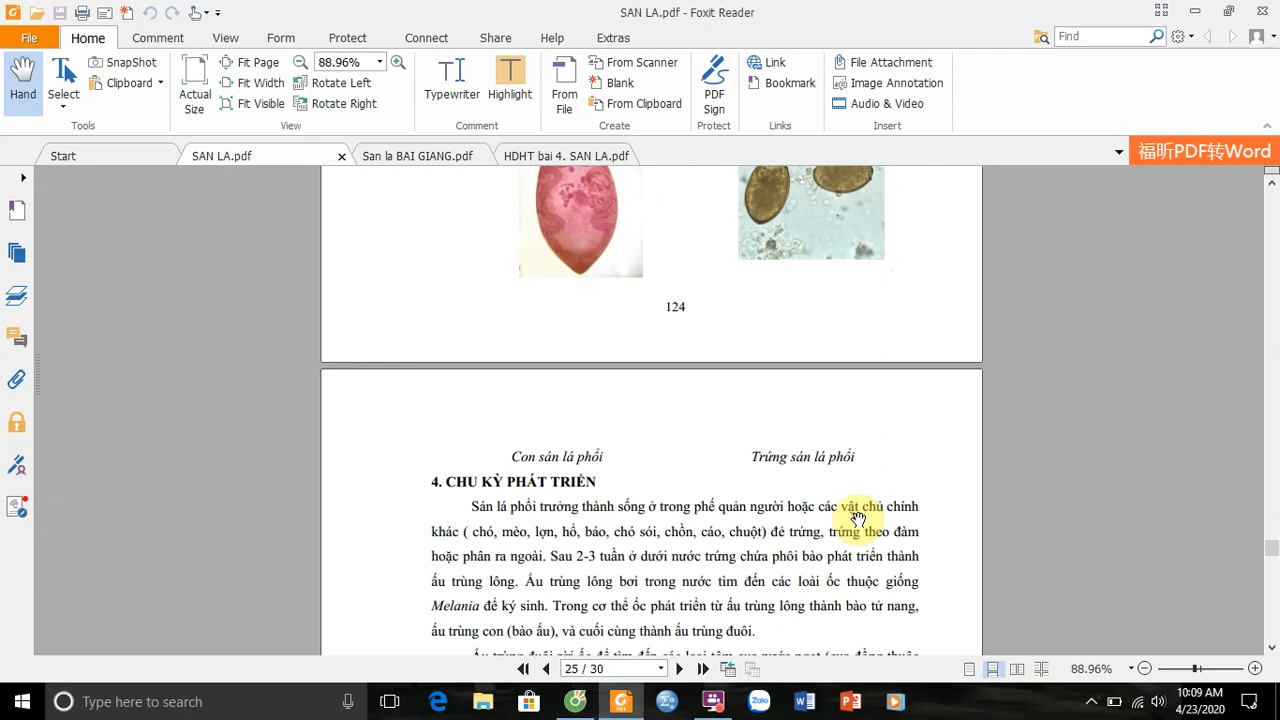 SAN LA.pdf - Foxit Reader
File Home Comment View Form Protect Connect Share Help Extras Find
Hand
Select
SnapShot
Clipboard
Tools
Actual Size
Fit Page
Fit Width
Fit Visible
88.96%
Rotate Left
Rotate Right
View
Typewriter
Highlight
Comment
From File
From Scanner
Blank
From Clipboard
Create
PDF Sign
Protect
Link
Bookmark
Links
File Attachment
Image Annotation
Audio & Video
Insert
Start SAN LA.pdf San la BAI GIANG.pdf HDHT bai 4. SAN LA.pdf 福昕PDF转Word
124
Con sán lá phổi Trứng sán lá phổi
4. CHU KỲ PHÁT TRIỂN
Sán lá phổi trưởng thành sống ở trong phế quản người hoặc các vật chủ chính
khác ( chó, mèo, lợn, hổ, báo, chó sói, chồn, cáo, chuột) đẻ trứng, trứng theo đàm
hoặc phân ra ngoài. Sau 2-3 tuần ở dưới nước trứng chứa phôi bào phát triển thành
ấu trùng lông. Ấu trùng lông bơi trong nước tìm đến các loài ốc thuộc giống
Melania để ký sinh. Trong cơ thể ốc phát triển từ ấu trùng lông thành bào tử nang,
ấu trùng con (bào ấu), và cuối cùng thành ấu trùng đuôi.
25 / 30 88.96%
Type here to search
10:09 AM
4/23/2020